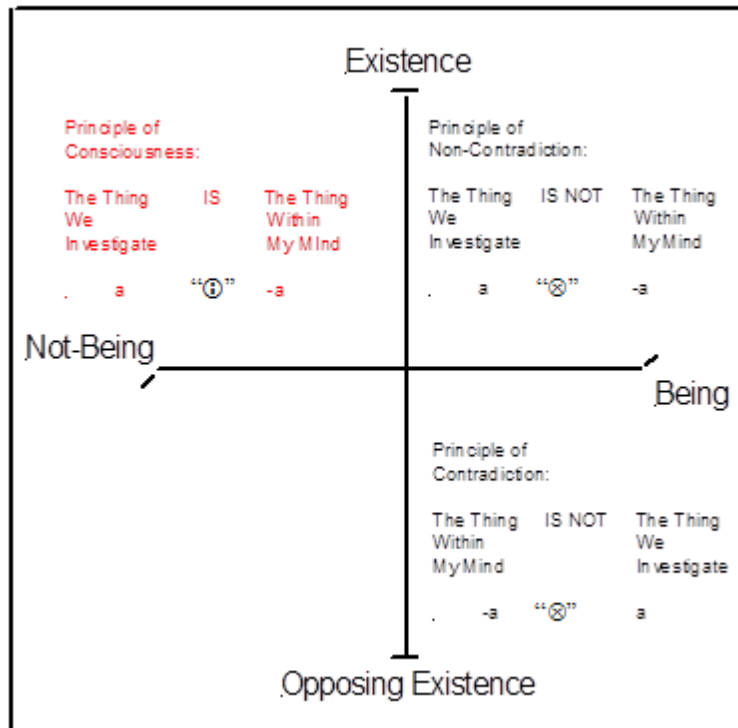 Existence
Principle of
Consciousness:
The Thing IS The Thing
We Within
Investigate My MInd
. a “ⓛ” -a
Principle of
Non-Contradiction:
The Thing IS NOT The Thing
We Within
Investigate My Mind
. a “⊗” -a
Not-Being
Being
Principle of
Contradiction:
The Thing IS NOT The Thing
Within We
My Mind Investigate
. -a “⊗” a
Opposing Existence